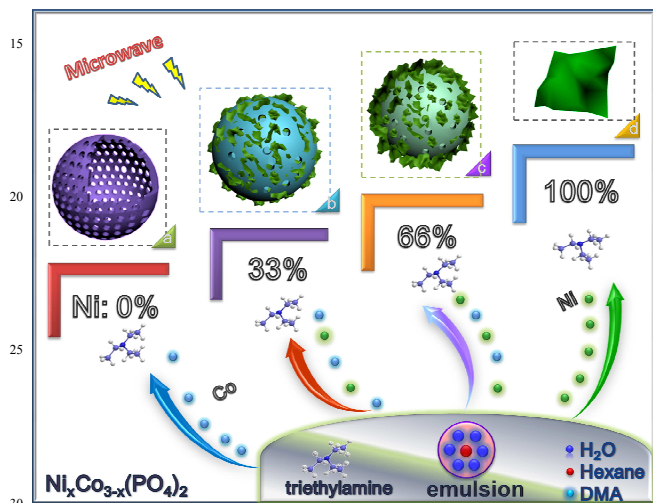 15
Microwave
d
c
b
20
100%
a
66%
33%
Ni: 0%
Ni
25
Co
H₂O
Hexane
NiₓCo₃₋ₓ(PO₄)₂
triethylamine
emulsion
DMA